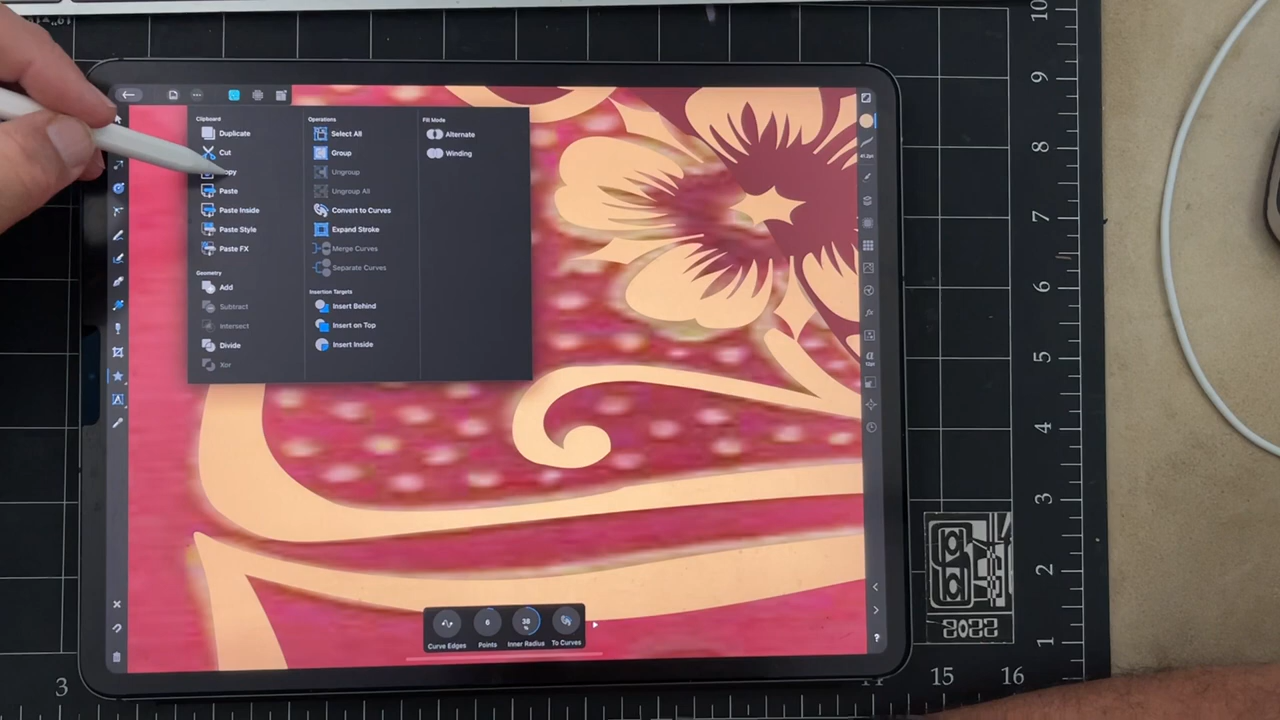 Clipboard
Duplicate
Cut
opy
Paste
Paste Inside
Paste Style
Paste FX
Geometry
Add
Subtract
Intersect
Divide
Xor
Operations
Select All
Group
Ungroup
Ungroup All
Convert to Curves
Expand Stroke
Merge Curves
Separate Curves
Insertion Targets
Insert Behind
Insert on Top
Insert Inside
Fill Mode
Alternate
Winding
6
38
%
Curve Edges
Points
Inner Radius
To Curves
?
10
9
8
7
6
5
4
3
2
1
3
15
16
2022